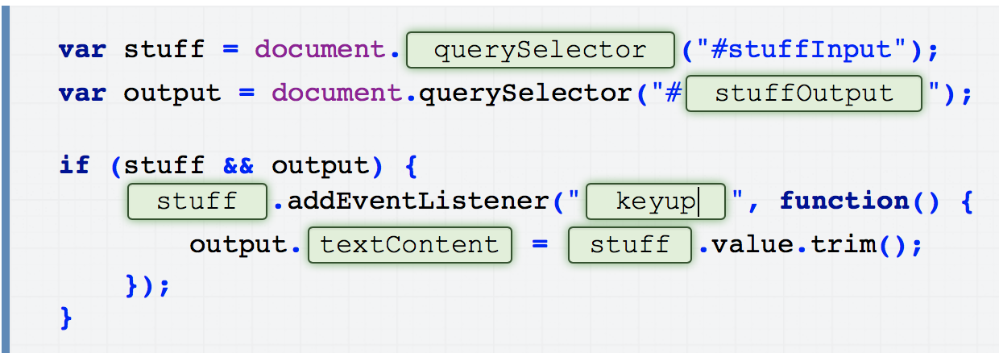 var stuff = document.querySelector("#stuffInput");
var output = document.querySelector("#stuffOutput");
if (stuff && output) {
stuff.addEventListener("keyup", function() {
output.textContent = stuff.value.trim();
});
}